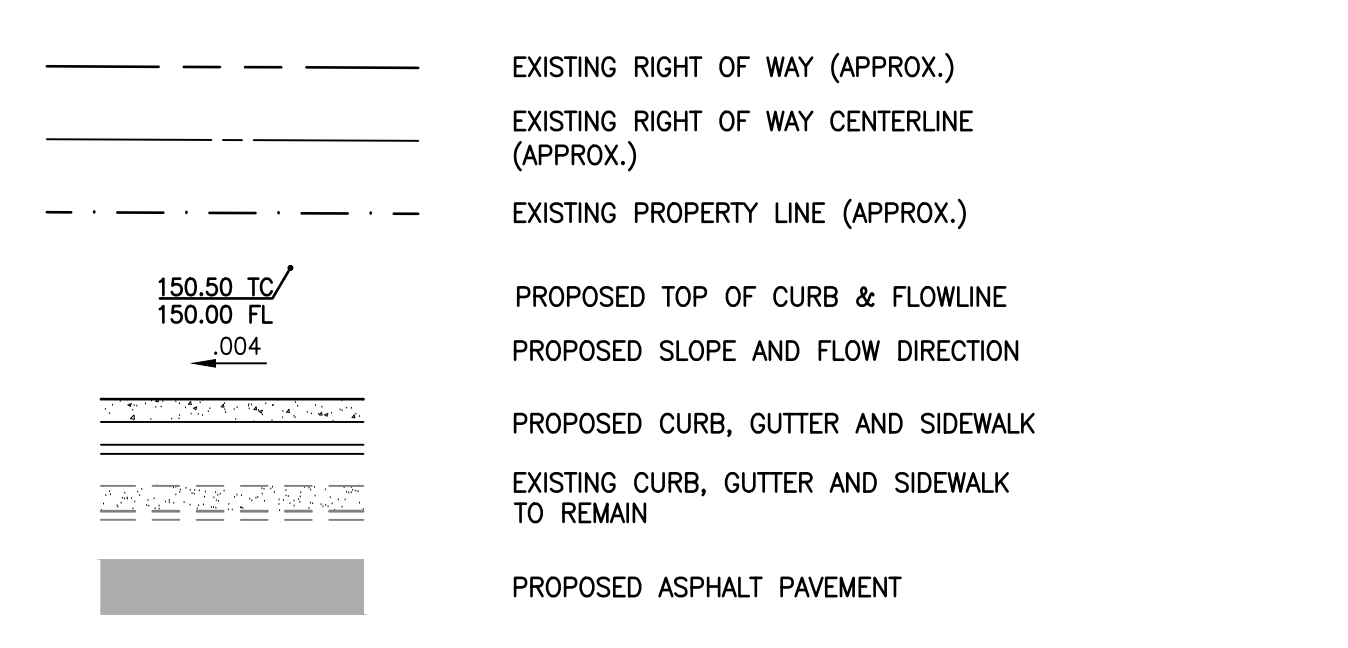 EXISTING RIGHT OF WAY (APPROX.)
EXISTING RIGHT OF WAY CENTERLINE
(APPROX.)
EXISTING PROPERTY LINE (APPROX.)
150.50 TC
150.00 FL
PROPOSED TOP OF CURB & FLOWLINE
.004
PROPOSED SLOPE AND FLOW DIRECTION
PROPOSED CURB, GUTTER AND SIDEWALK
EXISTING CURB, GUTTER AND SIDEWALK
TO REMAIN
PROPOSED ASPHALT PAVEMENT